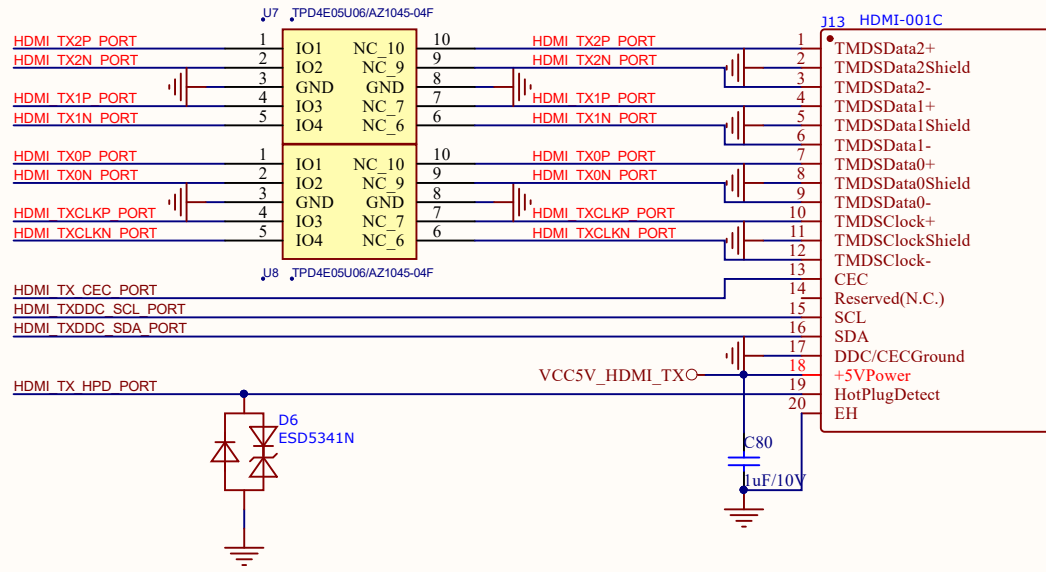 U7 TPD4E05U06/AZ1045-04F
J13 HDMI-001C
HDMI_TX2P_PORT 1 IO1 NC_10 10 HDMI_TX2P_PORT 1 TMDSData2+
HDMI_TX2N_PORT 2 IO2 NC_9 9 HDMI_TX2N_PORT 2 TMDSData2Shield
3 GND GND 8 3 TMDSData2-
HDMI_TX1P_PORT 4 IO3 NC_7 7 HDMI_TX1P_PORT 4 TMDSData1+
HDMI_TX1N_PORT 5 IO4 NC_6 6 HDMI_TX1N_PORT 5 TMDSData1Shield
6 TMDSData1-
HDMI_TX0P_PORT 1 IO1 NC_10 10 HDMI_TX0P_PORT 7 TMDSData0+
HDMI_TX0N_PORT 2 IO2 NC_9 9 HDMI_TX0N_PORT 8 TMDSData0Shield
3 GND GND 8 9 TMDSData0-
HDMI_TXCLKP_PORT 4 IO3 NC_7 7 HDMI_TXCLKP_PORT 10 TMDSClock+
HDMI_TXCLKN_PORT 5 IO4 NC_6 6 HDMI_TXCLKN_PORT 11 TMDSClockShield
12 TMDSClock-
U8 TPD4E05U06/AZ1045-04F
13 CEC
HDMI_TX_CEC_PORT 14 Reserved(N.C.)
HDMI_TXDDC_SCL_PORT 15 SCL
HDMI_TXDDC_SDA_PORT 16 SDA
17 DDC/CECGround
VCC5V_HDMI_TX 18 +5VPower
HDMI_TX_HPD_PORT 19 HotPlugDetect
20 EH
D6
ESD5341N
C80
1uF/10V